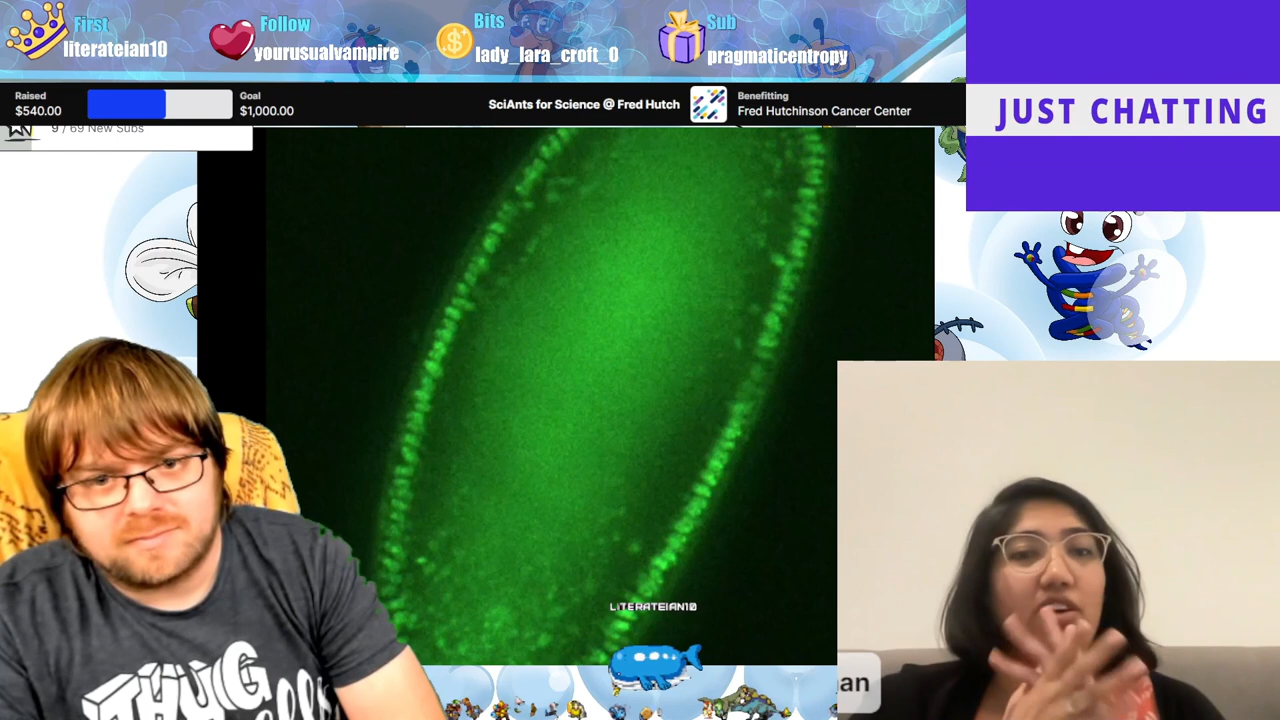 First
literateian10
Follow
yourusualvampire
Bits
lady_lara_croft_0
Sub
pragmaticentropy
Raised
$540.00
Goal
$1,000.00
SciAnts for Science @ Fred Hutch
Benefitting
Fred Hutchinson Cancer Center
JUST CHATTING
9 / 69 New Subs
LITERATEIAN10
an
THUG